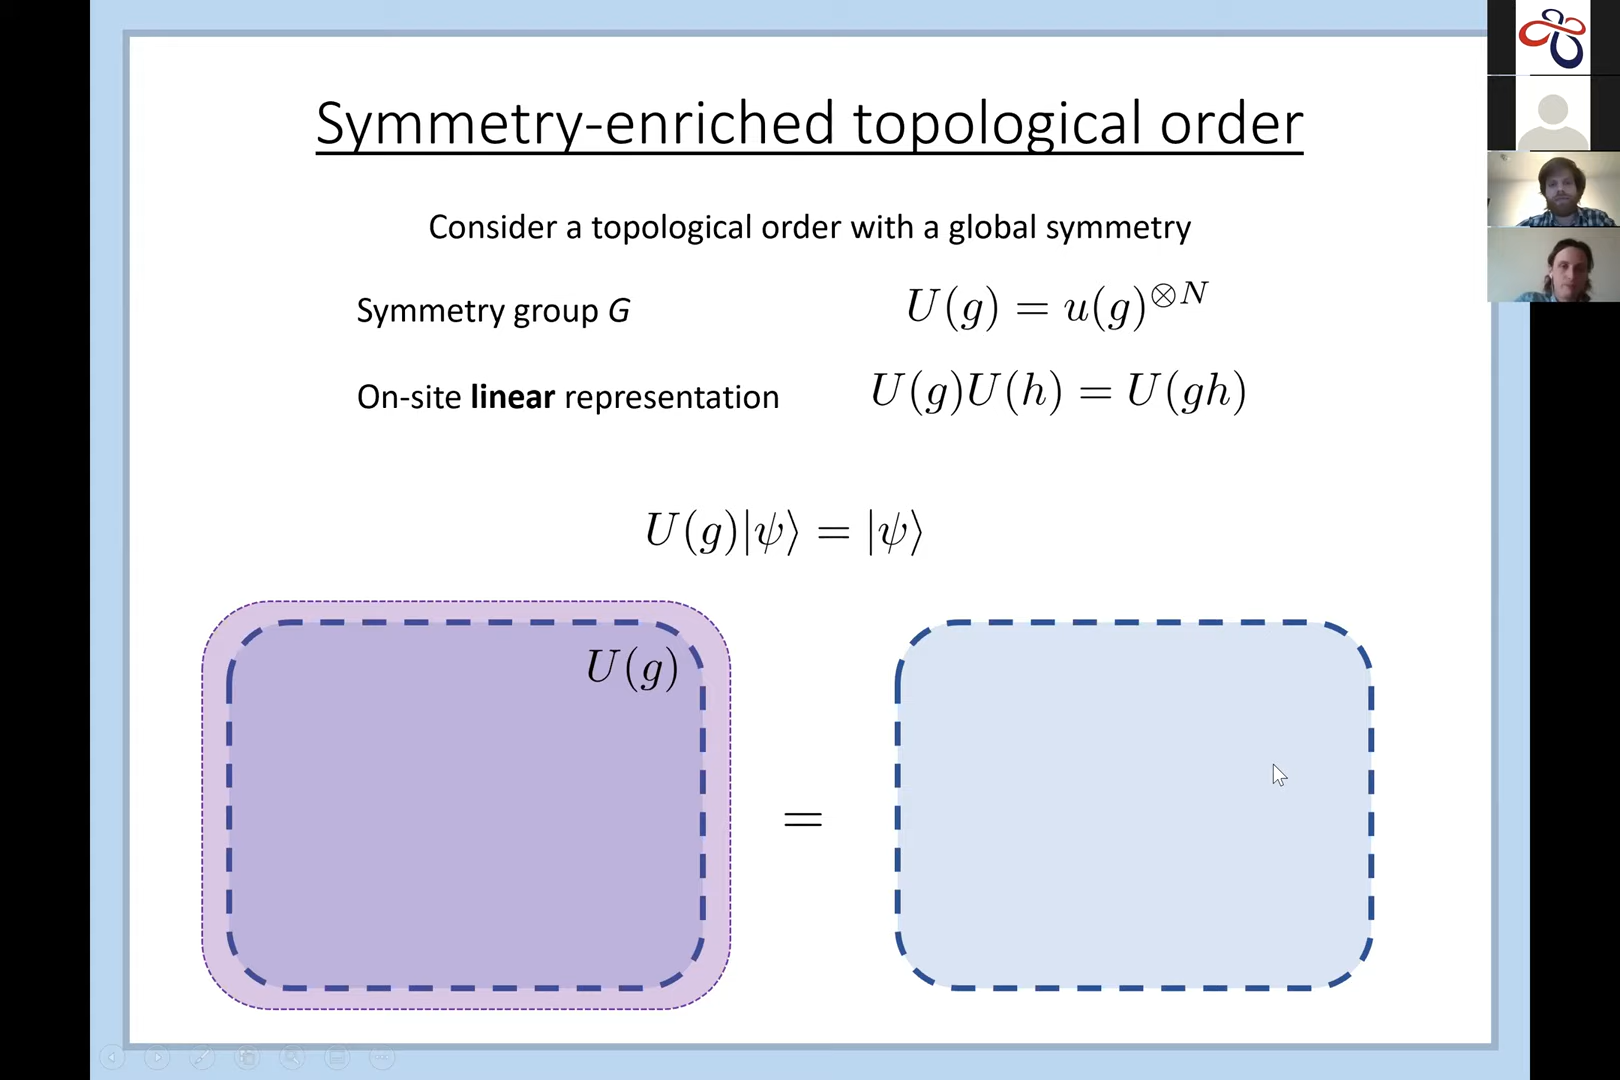 Symmetry-enriched topological order
Consider a topological order with a global symmetry
Symmetry group G
U(g) = u(g)^{⊗N}
On-site linear representation
U(g)U(h) = U(gh)
U(g)|ψ⟩ = |ψ⟩
U(g)
=